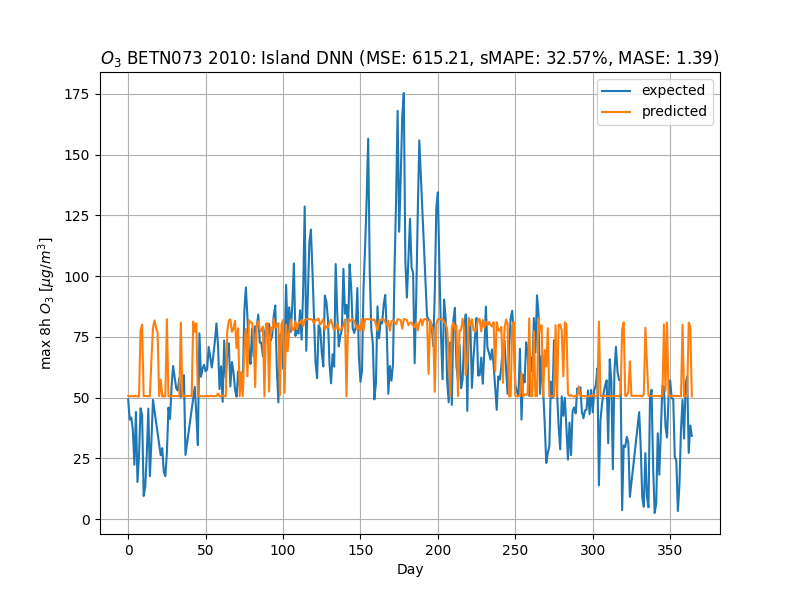 O₃ BETN073 2010: Island DNN (MSE: 615.21, sMAPE: 32.57%, MASE: 1.39)
expected
predicted
175
150
125
100
75
50
25
0
max 8h O₃ [μg/m³]
0 50 100 150 200 250 300 350
Day